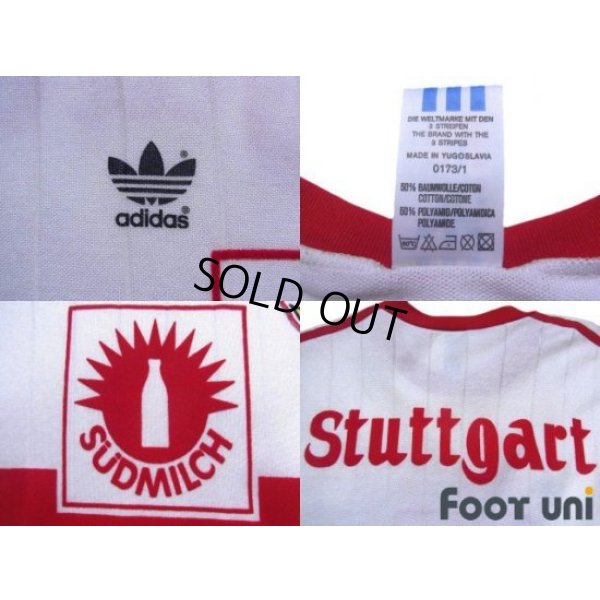 adidas
DIE WELTMARKE MIT DEN
3 STREIFEN
THE BRAND WITH THE
3 STRIPES
MADE IN YUGOSLAVIA
0173/1
50% BAUMWOLLE/COTON
COTTON/COTONE
50% POLYAMID/POLYAMIDICA
POLYAMIDE
SOLD OUT
SÜDMILCH
Stuttgart
FOOT UNI